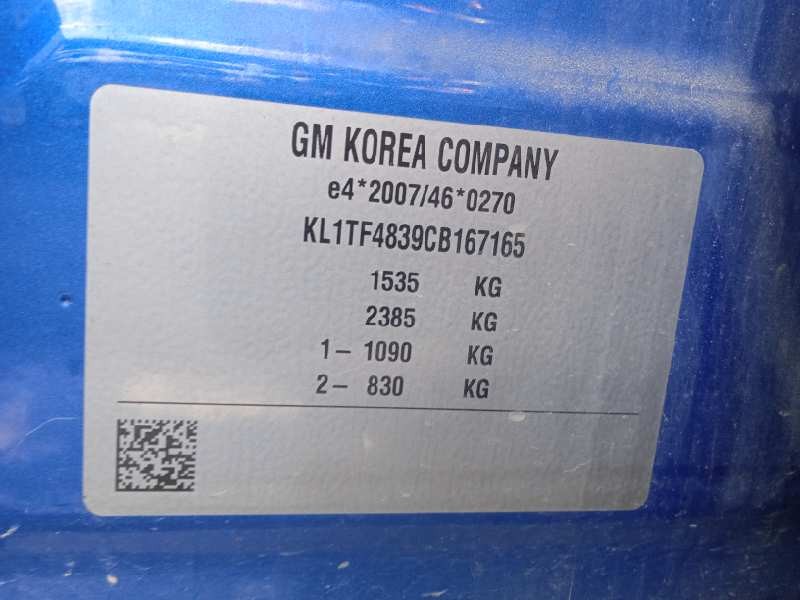 GM KOREA COMPANY
e4*2007/46*0270
KL1TF4839CB167165
1535 KG
2385 KG
1- 1090 KG
2- 830 KG